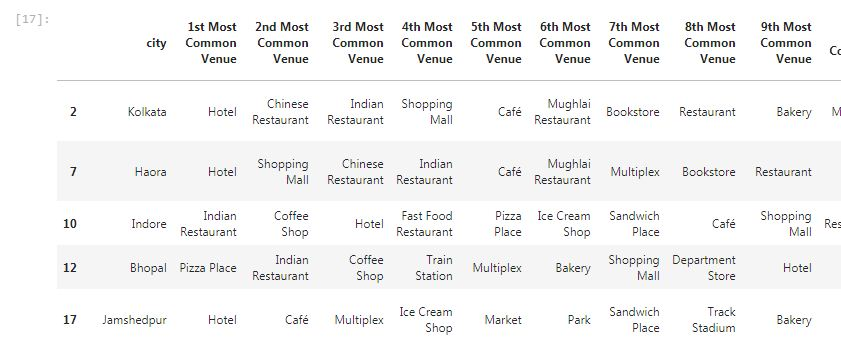 [17]:
city 1st Most Common Venue 2nd Most Common Venue 3rd Most Common Venue 4th Most Common Venue 5th Most Common Venue 6th Most Common Venue 7th Most Common Venue 8th Most Common Venue 9th Most Common Venue
2 Kolkata Hotel Chinese Restaurant Indian Restaurant Shopping Mall Café Mughlai Restaurant Bookstore Restaurant Bakery
7 Haora Hotel Shopping Mall Chinese Restaurant Indian Restaurant Café Mughlai Restaurant Multiplex Bookstore Restaurant
10 Indore Indian Restaurant Coffee Shop Hotel Fast Food Restaurant Pizza Place Ice Cream Shop Sandwich Place Café Shopping Mall
12 Bhopal Pizza Place Indian Restaurant Coffee Shop Train Station Multiplex Bakery Shopping Mall Department Store Hotel
17 Jamshedpur Hotel Café Multiplex Ice Cream Shop Market Park Sandwich Place Track Stadium Bakery